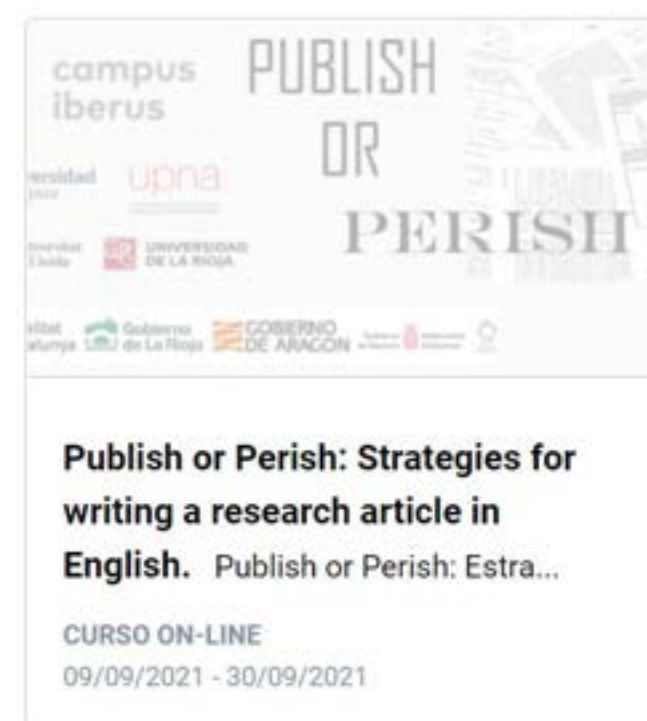 campus
iberus
PUBLISH
OR
PERISH
upna
UNIVERSIDAD
DE LA RIOJA
Gobierno
de La Rioja
GOBIERNO
DE ARAGON
Publish or Perish: Strategies for
writing a research article in
English. Publish or Perish: Estra...
CURSO ON-LINE
09/09/2021 - 30/09/2021